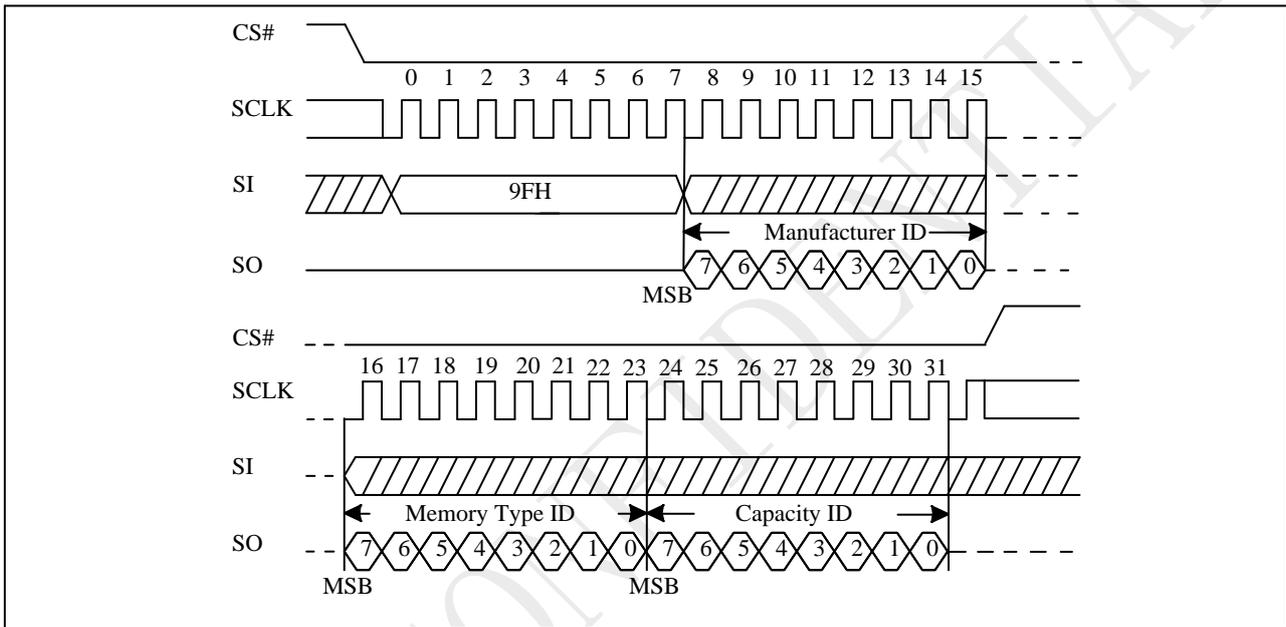 CS#
0 1 2 3 4 5 6 7 8 9 10 11 12 13 14 15
SCLK
SI
9FH
Manufacturer ID
SO
7 6 5 4 3 2 1 0
MSB
CS#
16 17 18 19 20 21 22 23 24 25 26 27 28 29 30 31
SCLK
SI
Memory Type ID Capacity ID
SO
7 6 5 4 3 2 1 0 7 6 5 4 3 2 1 0
MSB MSB